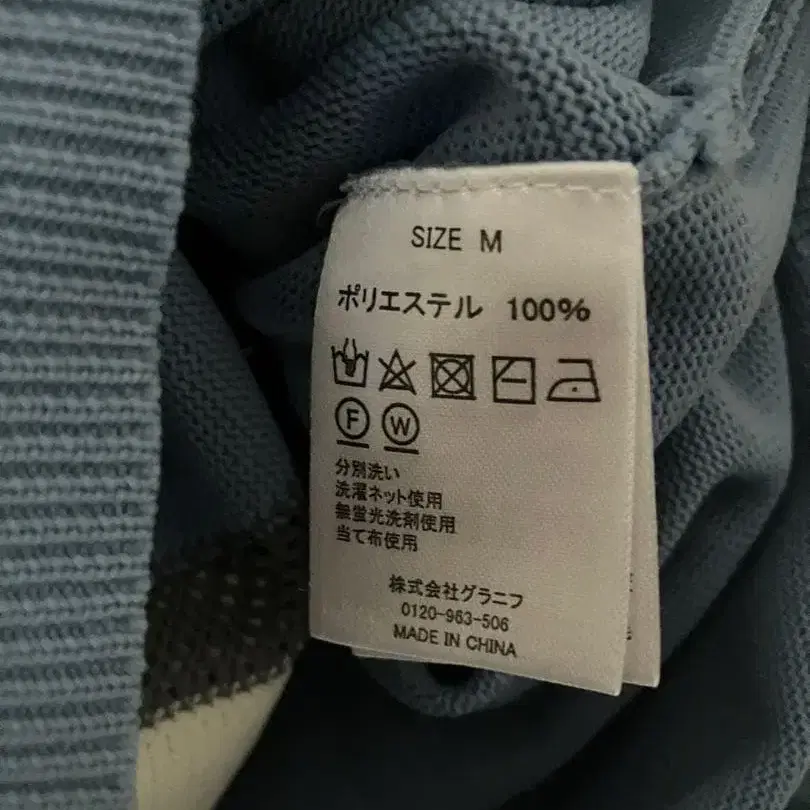 SIZE M
ポリエステル 100%
F W
分別洗い
洗濯ネット使用
無蛍光洗剤使用
当て布使用
株式会社グラニフ
0120-963-506
MADE IN CHINA